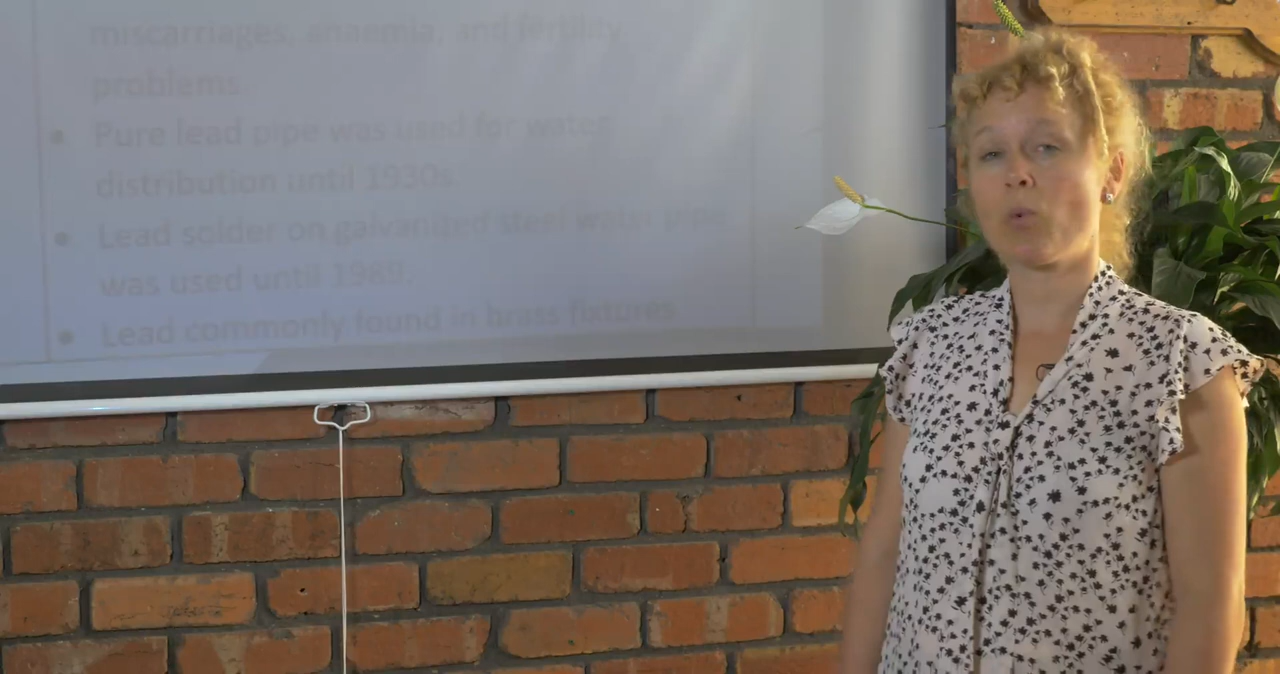 miscarriages, anaemia, and fertility
problems.
• Pure lead pipe was used for water
distribution until 1930s
• Lead solder on galvanized steel water pipe
was used until 1989
• Lead commonly found in brass fixtures